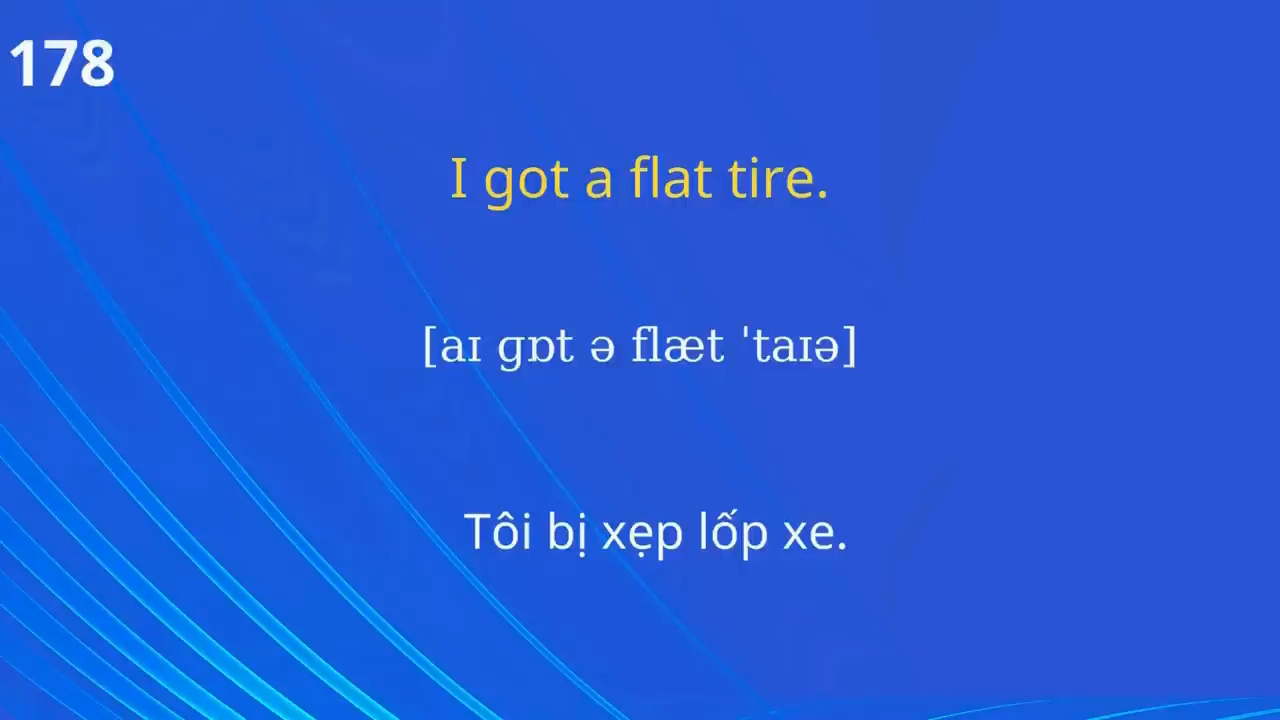 178
I got a flat tire.
[aɪ ɡɒt ə flæt ˈtaɪə]
Tôi bị xẹp lốp xe.